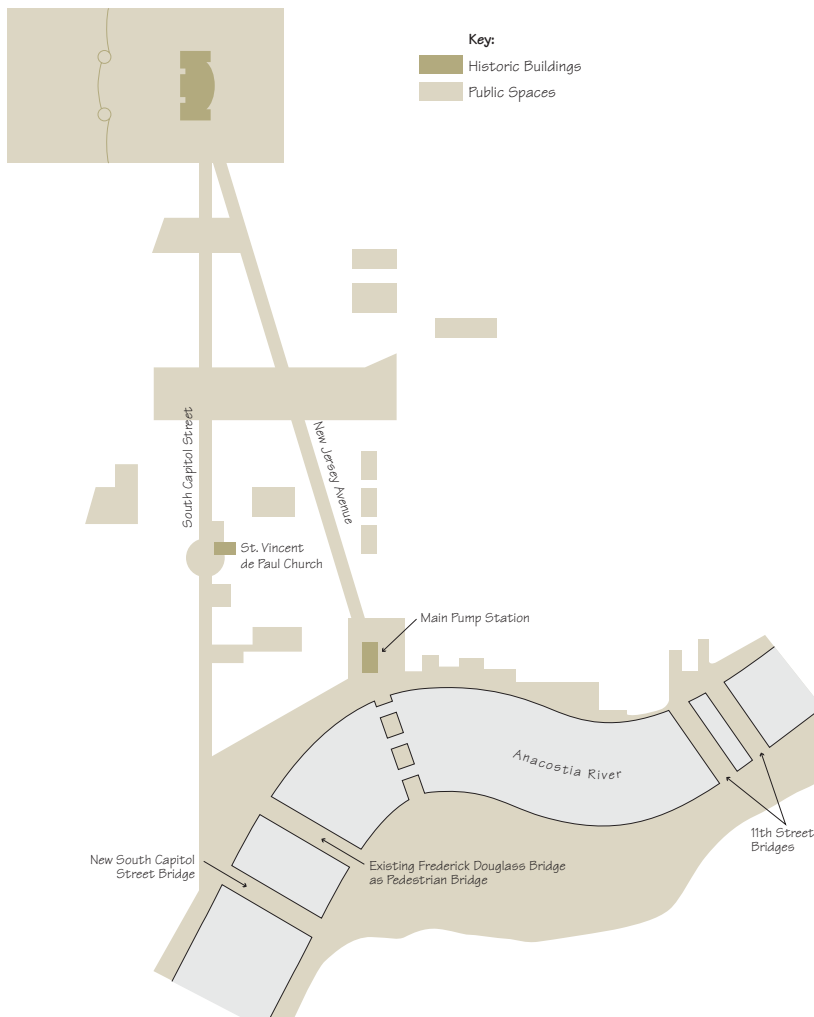 Key:
Historic Buildings
Public Spaces
South Capitol Street
New Jersey Avenue
St. Vincent
de Paul Church
Main Pump Station
Anacostia River
11th Street
Bridges
New South Capitol
Street Bridge
Existing Frederick Douglass Bridge
as Pedestrian Bridge